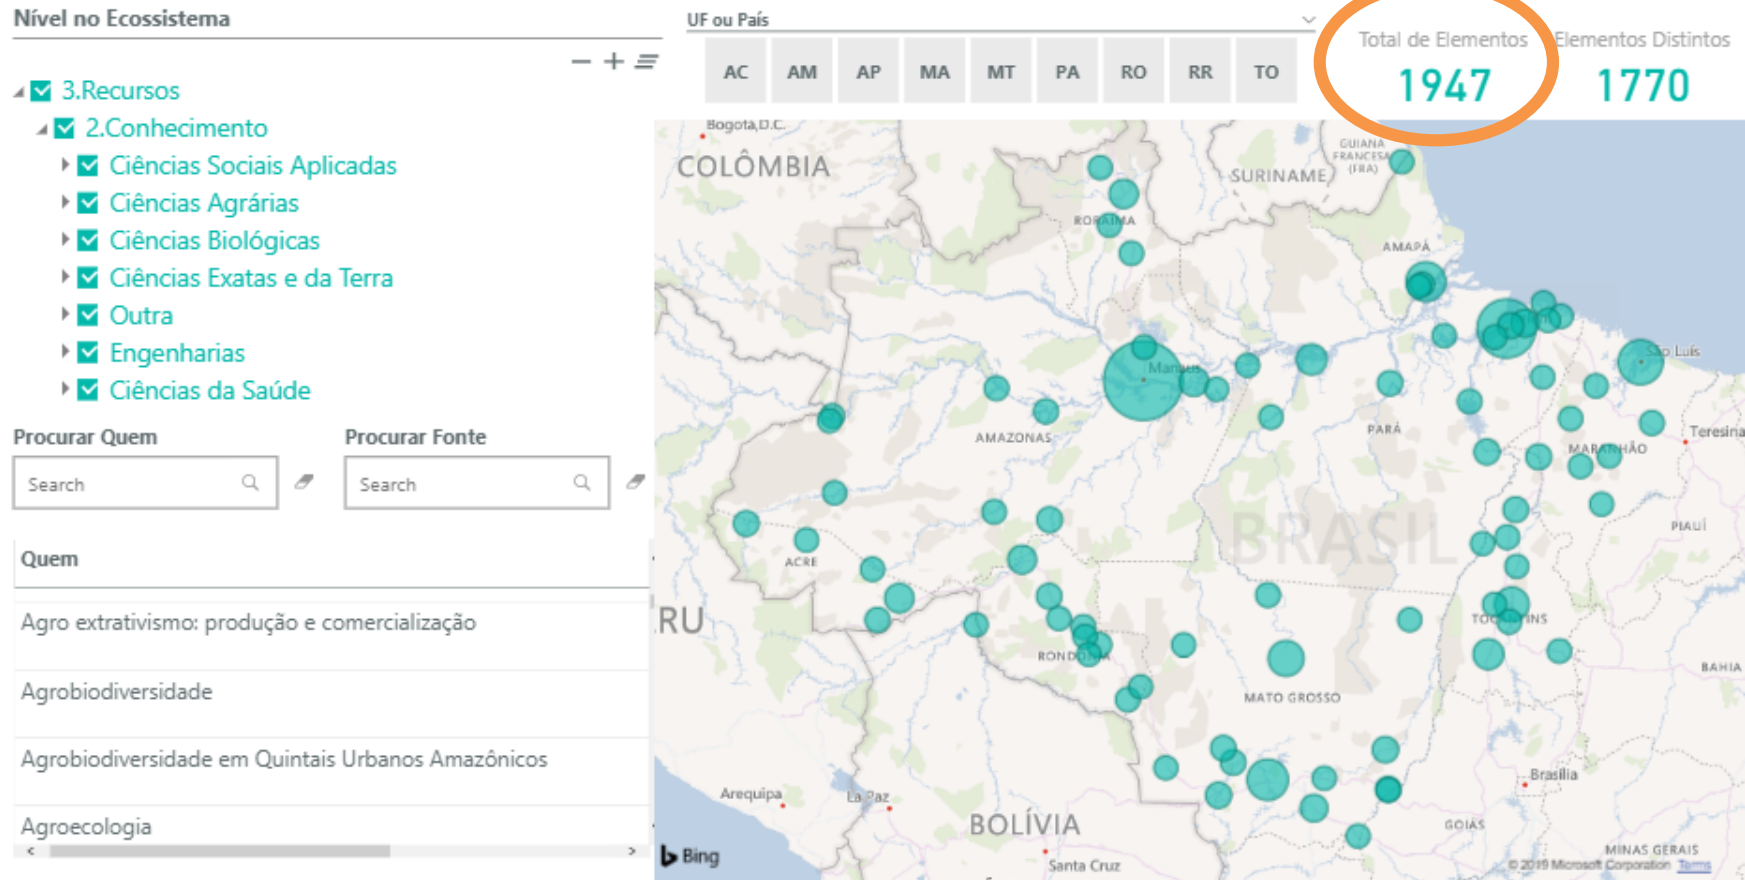 Nível no Ecossistema
3.Recursos
2.Conhecimento
Ciências Sociais Aplicadas
Ciências Agrárias
Ciências Biológicas
Ciências Exatas e da Terra
Outra
Engenharias
Ciências da Saúde
Procurar Quem
Procurar Fonte
Search
Search
Quem
Agro extrativismo: produção e comercialização
Agrobiodiversidade
Agrobiodiversidade em Quintais Urbanos Amazônicos
Agroecologia
UF ou País
AC AM AP MA MT PA RO RR TO
Total de Elementos
1947
Elementos Distintos
1770
Bogotá,D.C.
COLÔMBIA
GUIANA
FRANCESA
(FRA)
SURINAME
RORAIMA
AMAPÁ
Manaus
São Luís
AMAZONAS
PARÁ
Teresina
MARANHÃO
BRASIL
PIAUÍ
ACRE
RU
TOCANTINS
RONDÔNIA
BAHIA
MATO GROSSO
Brasília
Arequipa
La Paz
BOLÍVIA
GOIÁS
MINAS GERAIS
Bing
Santa Cruz
© 2019 Microsoft Corporation Terms